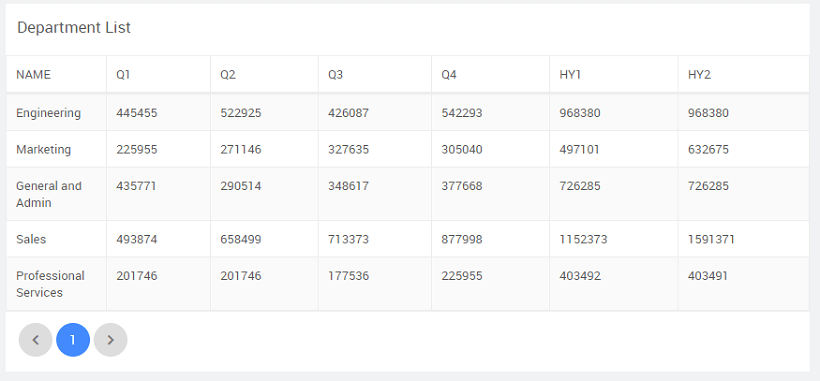 Department List
NAME Q1 Q2 Q3 Q4 HY1 HY2
Engineering 445455 522925 426087 542293 968380 968380
Marketing 225955 271146 327635 305040 497101 632675
General and Admin 435771 290514 348617 377668 726285 726285
Sales 493874 658499 713373 877998 1152373 1591371
Professional Services 201746 201746 177536 225955 403492 403491
1